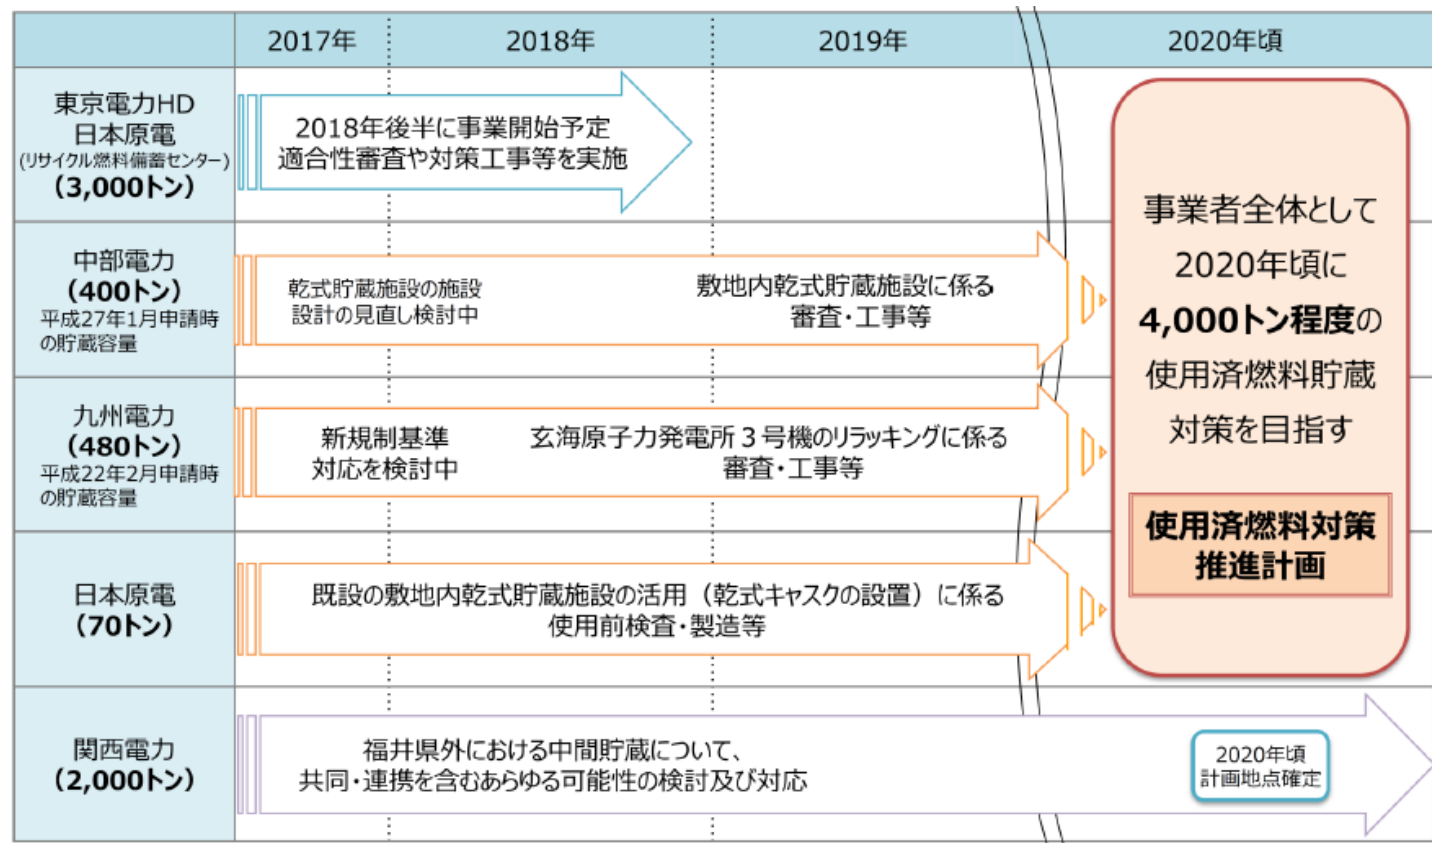 2017年
2018年
2019年
2020年頃
東京電力HD
日本原電
(リサイクル燃料備蓄センター)
(3,000トン)
2018年後半に事業開始予定
適合性審査や対策工事等を実施
中部電力
(400トン)
平成27年1月申請時
の貯蔵容量
乾式貯蔵施設の施設
設計の見直し検討中
敷地内乾式貯蔵施設に係る
審査・工事等
九州電力
(480トン)
平成22年2月申請時
の貯蔵容量
新規制基準
対応を検討中
玄海原子力発電所３号機のリラッキングに係る
審査・工事等
日本原電
(70トン)
既設の敷地内乾式貯蔵施設の活用（乾式キャスクの設置）に係る
使用前検査・製造等
事業者全体として
2020年頃に
4,000トン程度の
使用済燃料貯蔵
対策を目指す
使用済燃料対策
推進計画
関西電力
(2,000トン)
福井県外における中間貯蔵について、
共同・連携を含むあらゆる可能性の検討及び対応
2020年頃
計画地点確定